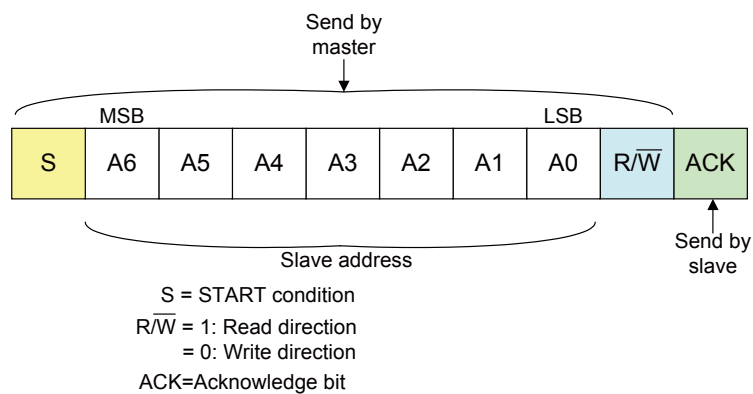 Send by
master
MSB LSB
S A6 A5 A4 A3 A2 A1 A0 R/W̅ ACK
Slave address
Send by
slave
S = START condition
R/W̅ = 1: Read direction
= 0: Write direction
ACK=Acknowledge bit